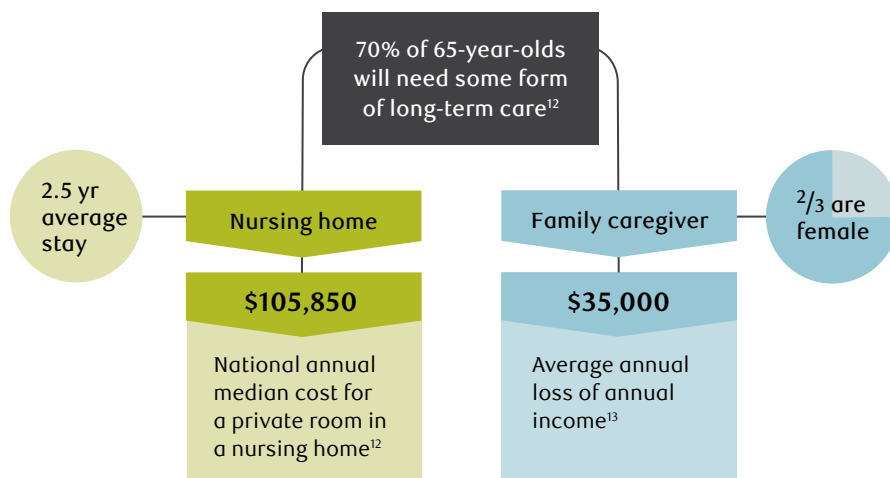 70% of 65-year-olds
will need some form
of long-term care¹²
2.5 yr
average
stay
Nursing home
Family caregiver
²/3 are
female
$105,850
$35,000
National annual
median cost for
a private room in
a nursing home¹²
Average annual
loss of annual
income¹³